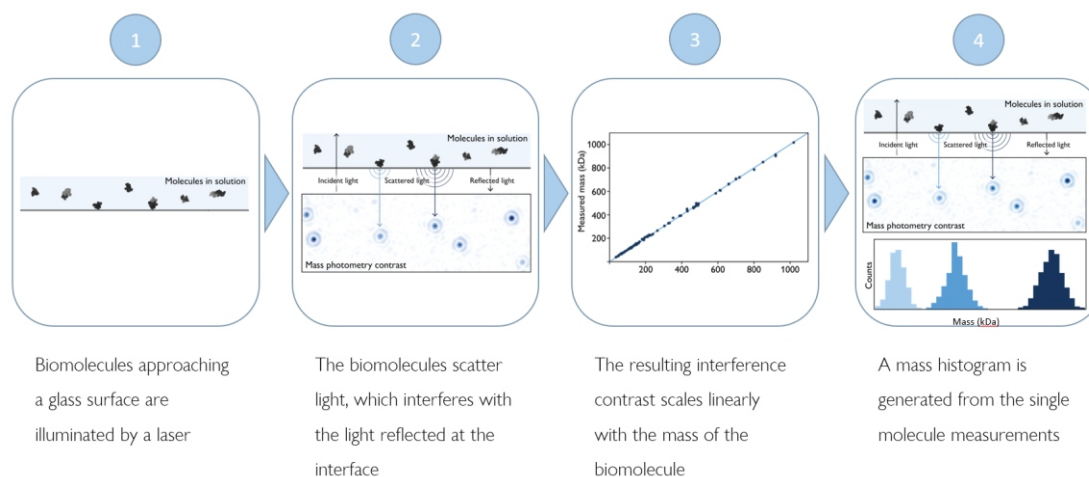 1
2
3
4
Molecules in solution
Molecules in solution
Incident light
Scattered light
Reflected light
Mass photometry contrast
Measured mass (kDa)
1000
800
600
400
200
200
400
600
800
1000
Molecules in solution
Incident light
Scattered light
Reflected light
Mass photometry contrast
Counts
Mass (kDa)
Biomolecules approaching
a glass surface are
illuminated by a laser
The biomolecules scatter
light, which interferes with
the light reflected at the
interface
The resulting interference
contrast scales linearly
with the mass of the
biomolecule
A mass histogram is
generated from the single
molecule measurements